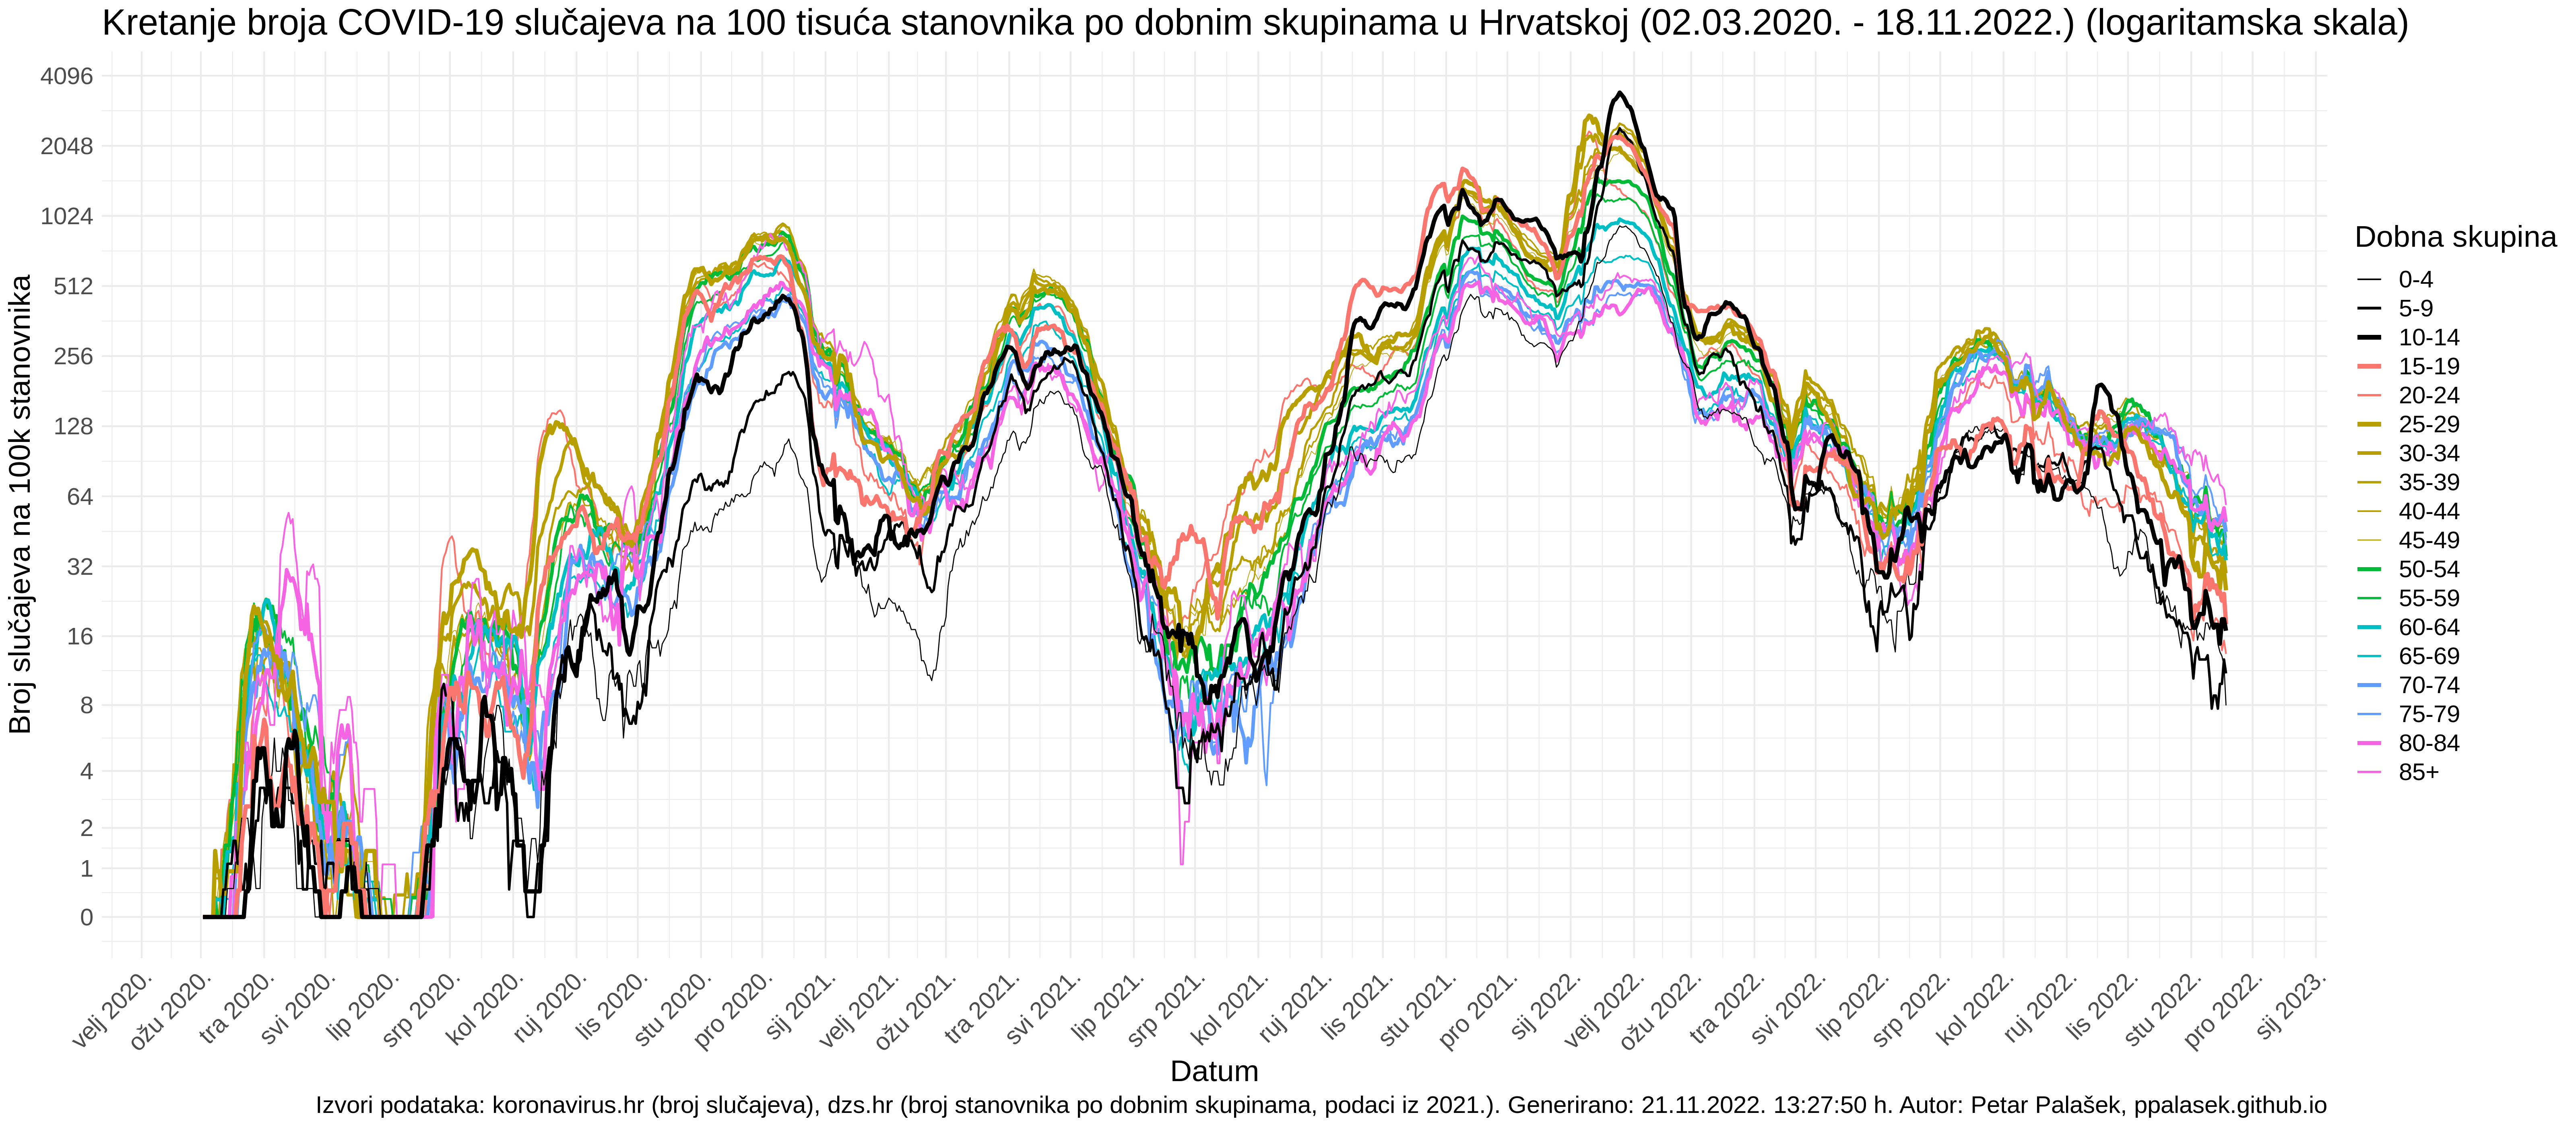 Kretanje broja COVID-19 slučajeva na 100 tisuća stanovnika po dobnim skupinama u Hrvatskoj (02.03.2020. - 18.11.2022.) (logaritamska skala)
Broj slučajeva na 100k stanovnika
4096
2048
1024
512
256
128
64
32
16
8
4
2
1
0
velj 2020.
ožu 2020.
tra 2020.
svi 2020.
lip 2020.
srp 2020.
kol 2020.
ruj 2020.
lis 2020.
stu 2020.
pro 2020.
sij 2021.
velj 2021.
ožu 2021.
tra 2021.
svi 2021.
lip 2021.
srp 2021.
kol 2021.
ruj 2021.
lis 2021.
stu 2021.
pro 2021.
sij 2022.
velj 2022.
ožu 2022.
tra 2022.
svi 2022.
lip 2022.
srp 2022.
kol 2022.
ruj 2022.
lis 2022.
stu 2022.
pro 2022.
sij 2023.
Datum
Dobna skupina
0-4
5-9
10-14
15-19
20-24
25-29
30-34
35-39
40-44
45-49
50-54
55-59
60-64
65-69
70-74
75-79
80-84
85+
Izvori podataka: koronavirus.hr (broj slučajeva), dzs.hr (broj stanovnika po dobnim skupinama, podaci iz 2021.). Generirano: 21.11.2022. 13:27:50 h. Autor: Petar Palašek, ppalasek.github.io